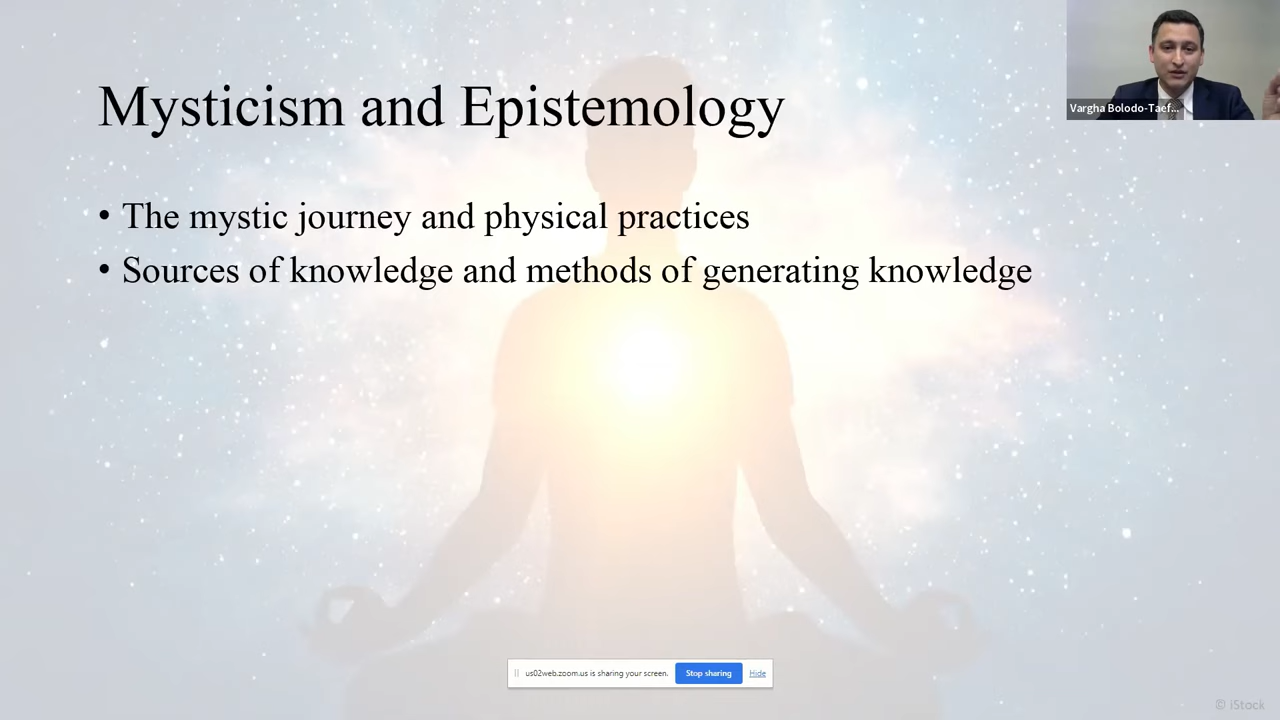 Mysticism and Epistemology
Vargha Bolodo-Taef...
• The mystic journey and physical practices
• Sources of knowledge and methods of generating knowledge
us02web.zoom.us is sharing your screen.
Stop sharing
Hide
© iStock